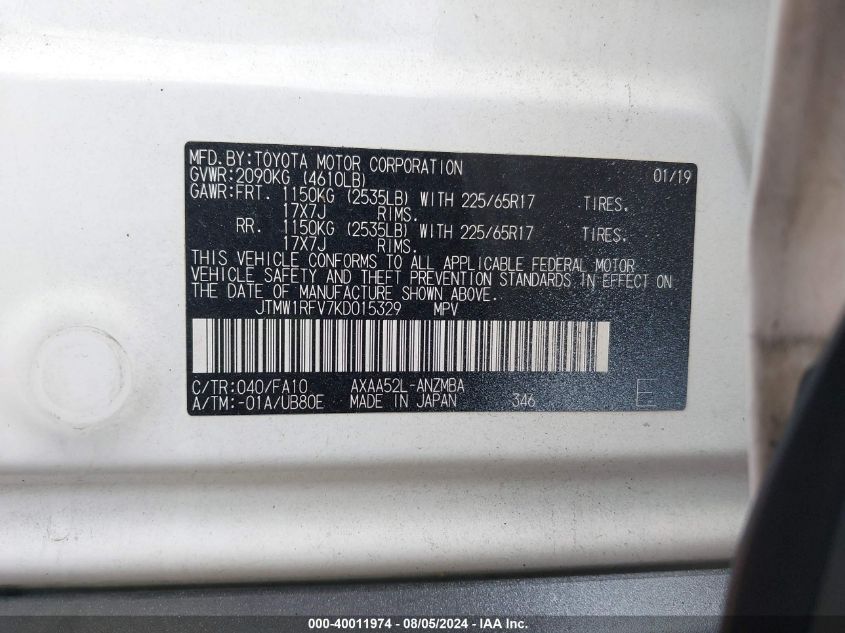 MFD.BY:TOYOTA MOTOR CORPORATION 01/19
GVWR:2090KG (4610LB)
GAWR:FRT. 1150KG (2535LB) WITH 225/65R17 TIRES.
17X7J RIMS.
RR. 1150KG (2535LB) WITH 225/65R17 TIRES.
17X7J RIMS.
THIS VEHICLE CONFORMS TO ALL APPLICABLE FEDERAL MOTOR
VEHICLE SAFETY AND THEFT PREVENTION STANDARDS IN EFFECT ON
THE DATE OF MANUFACTURE SHOWN ABOVE.
JTMW1RFV7KD015329 MPV
C/TR:040/FA10 AXAA52L-ANZMBA
A/TM:-01A/UB80E MADE IN JAPAN 346 E
000-40011974 - 08/05/2024 - IAA Inc.